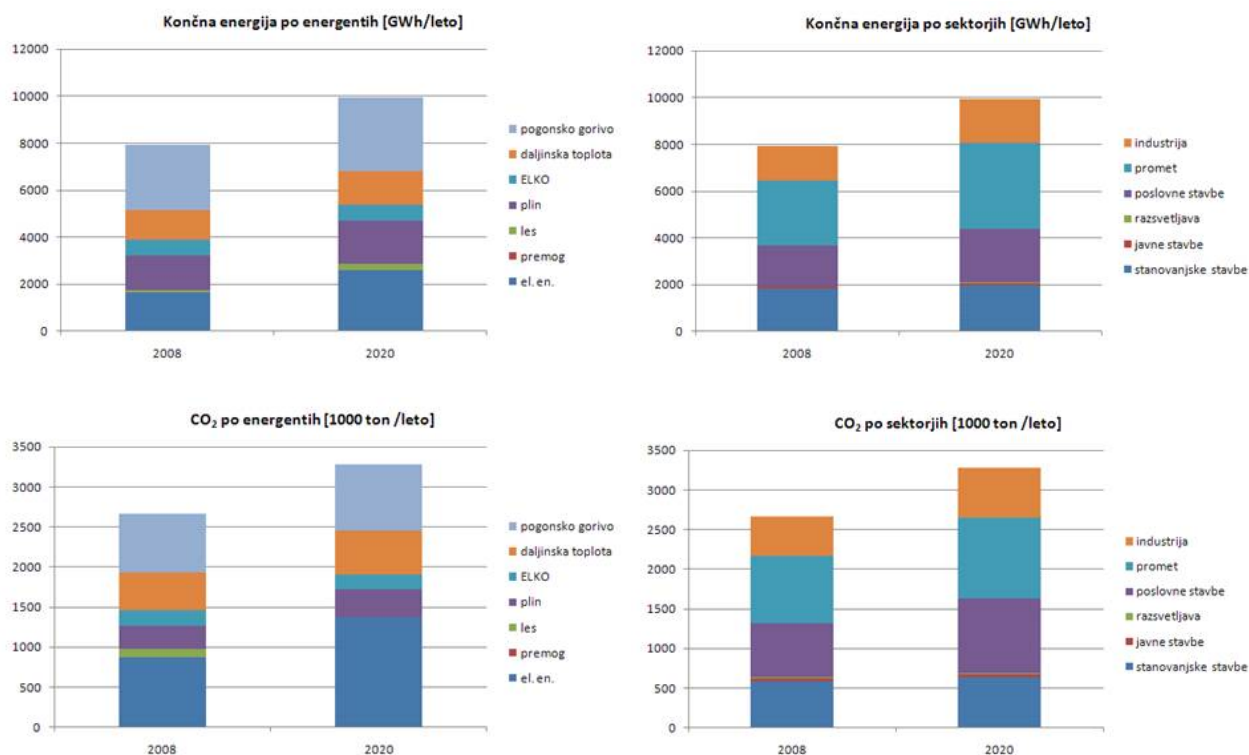 Končna energija po energentih [GWh/leto]
12000
10000
8000
6000
4000
2000
0
2008
2020
pogonsko gorivo
daljinska toplota
ELKO
plin
les
premog
el. en.
Končna energija po sektorjih [GWh/leto]
12000
10000
8000
6000
4000
2000
0
2008
2020
industrija
promet
poslovne stavbe
razsvetljava
javne stavbe
stanovanjske stavbe
CO₂ po energentih [1000 ton /leto]
3500
3000
2500
2000
1500
1000
500
0
2008
2020
pogonsko gorivo
daljinska toplota
ELKO
plin
les
premog
el. en.
CO₂ po sektorjih [1000 ton /leto]
3500
3000
2500
2000
1500
1000
500
0
2008
2020
industrija
promet
poslovne stavbe
razsvetljava
javne stavbe
stanovanjske stavbe